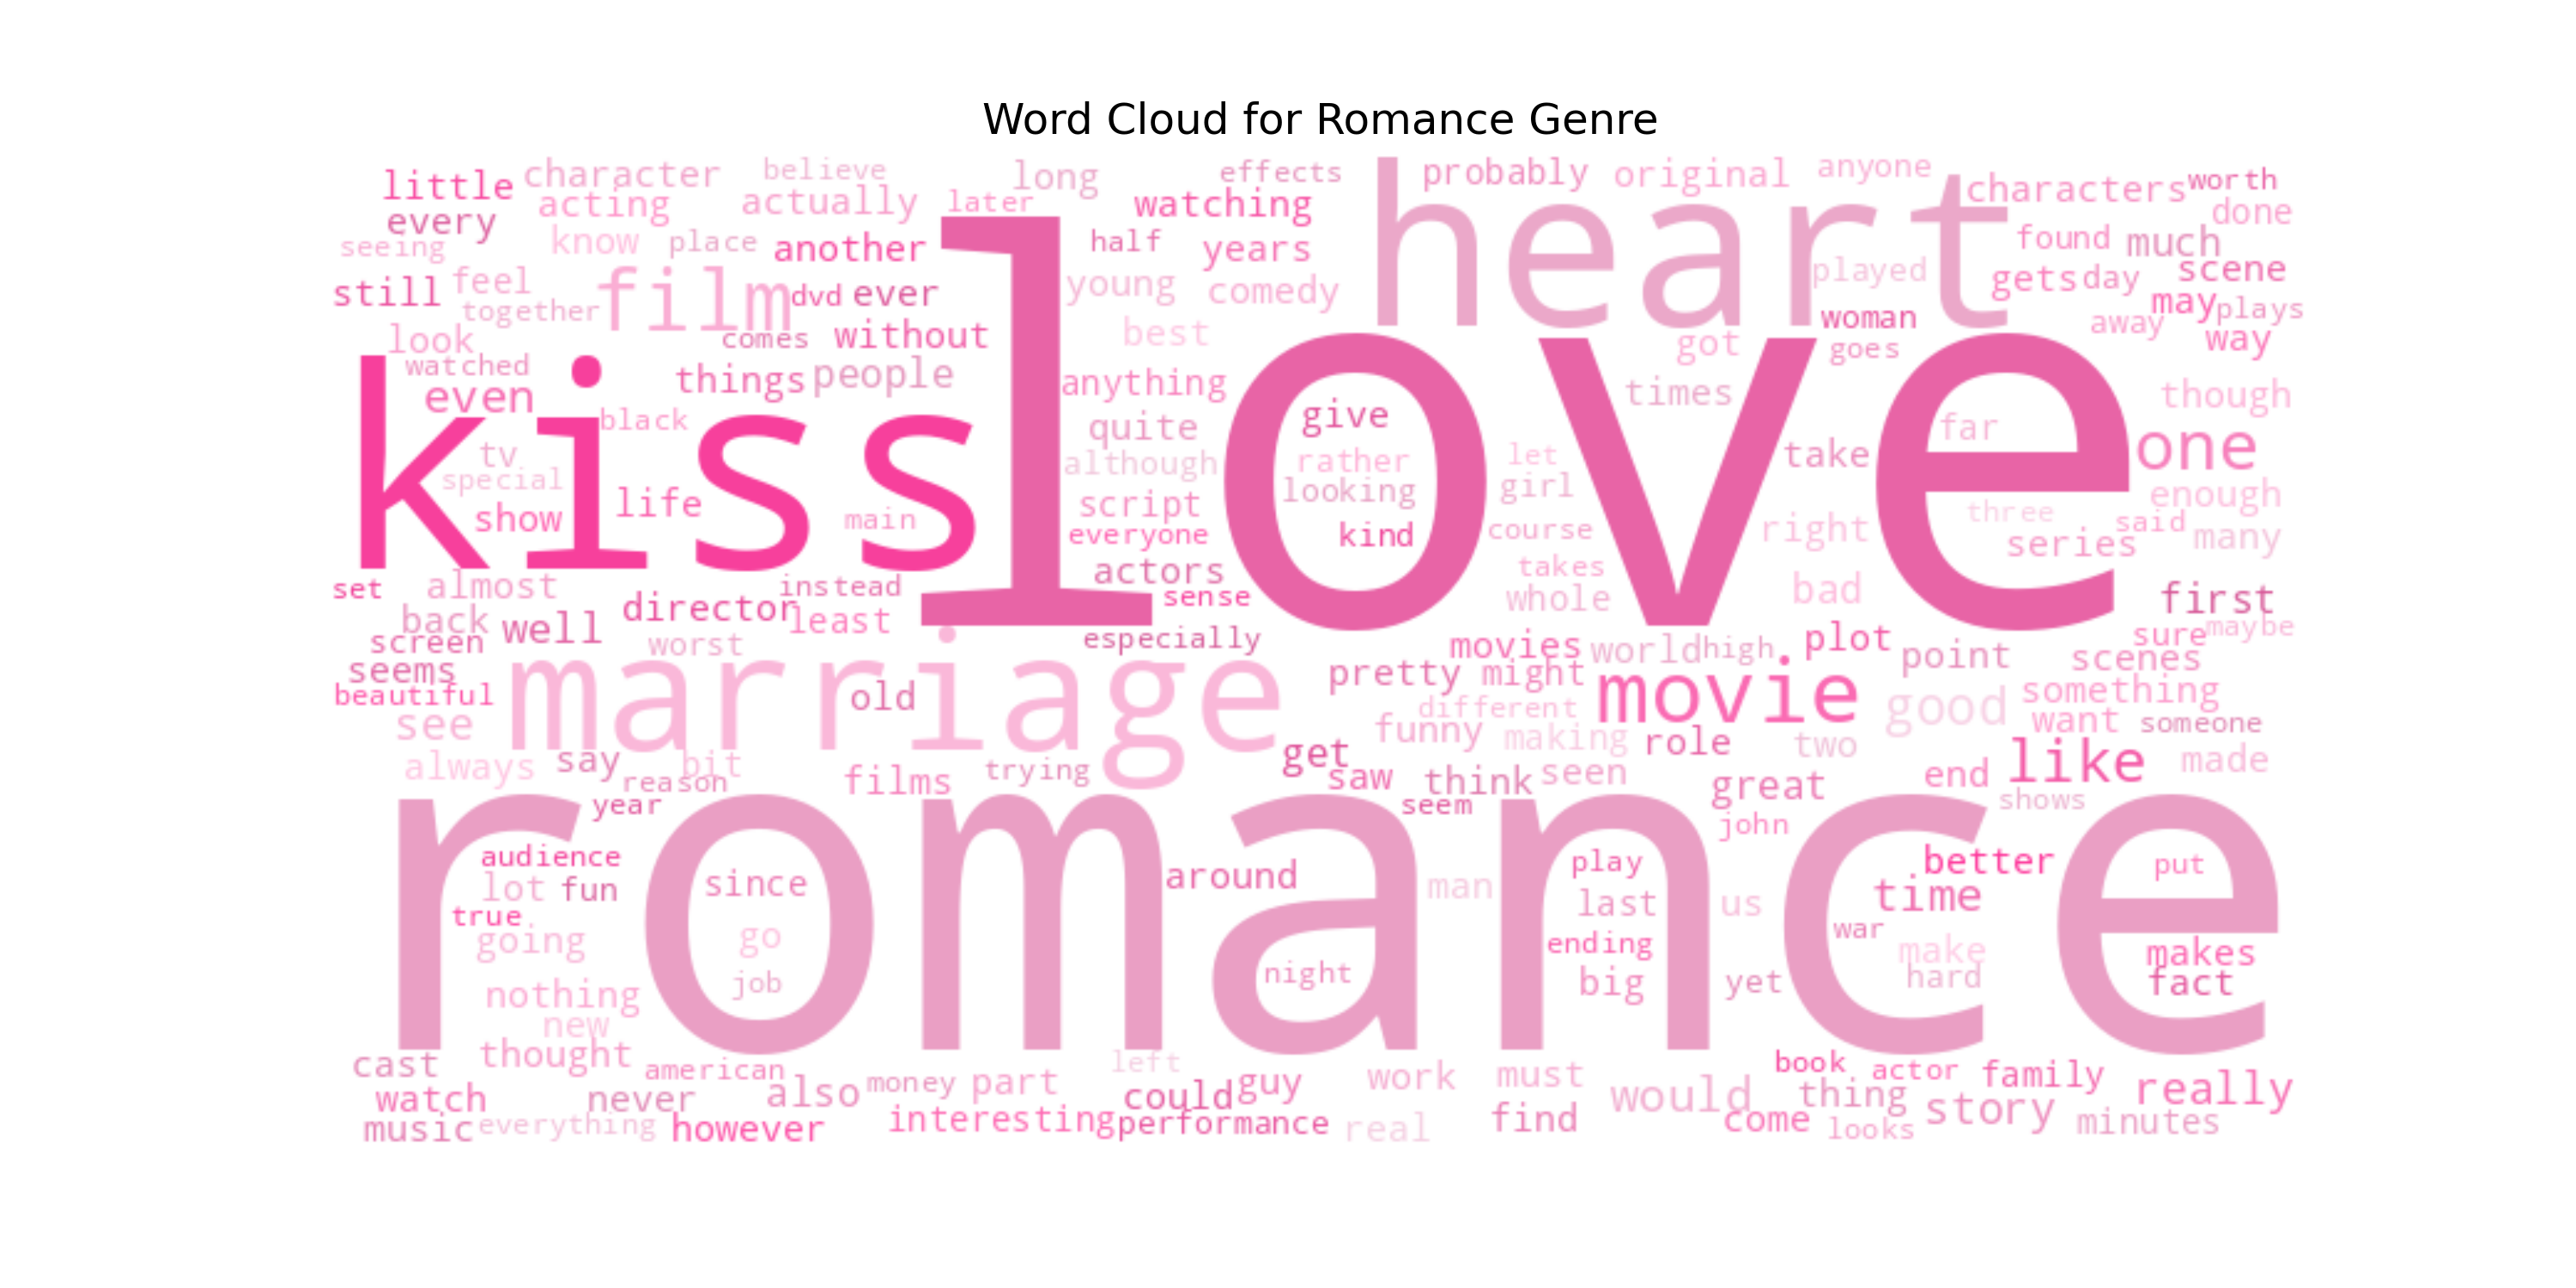 Word Cloud for Romance Genre
little character believe long effects heart probably original anyone characters worth
every acting actually later watching done
seeing know place another half years found much
still feel film dvd ever young comedy played gets day scene
together may plays
look comes without best woman away way
watched kiss love got goes
even things people anything times though
black quite give far one
tv although rather let take
special script looking girl enough
show life main everyone kind course right three said
series many
set almost instead actors takes bad
back well director least sense whole first
screen worst especially movies world high plot sure maybe
seems marriage pretty might movie point scenes
beautiful old different good something
see funny making role two want someone
always say bit get like made
reason films trying saw think seen great end
year seem shows
romance john
audience around play better put
lot fun since man last us time
true war
going go ending make makes
job night big yet hard fact
nothing
new
thought
cast american left book actor family
watch never also money part could guy work must would thing really
music everything however interesting performance real find come looks story minutes